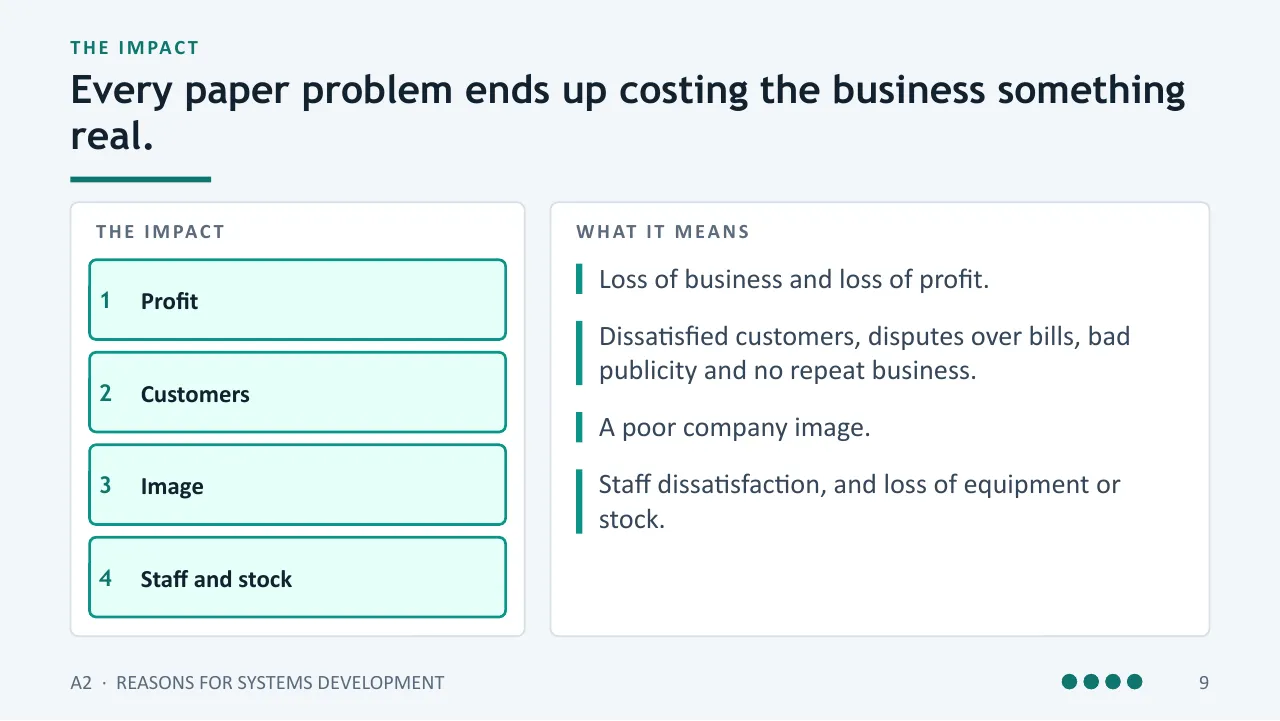 THE IMPACT
Every paper problem ends up costing the business something
real.
THE IMPACT
1 Profit
2 Customers
3 Image
4 Staff and stock
WHAT IT MEANS
Loss of business and loss of profit.
Dissatisfied customers, disputes over bills, bad
publicity and no repeat business.
A poor company image.
Staff dissatisfaction, and loss of equipment or
stock.
A2 · REASONS FOR SYSTEMS DEVELOPMENT
9